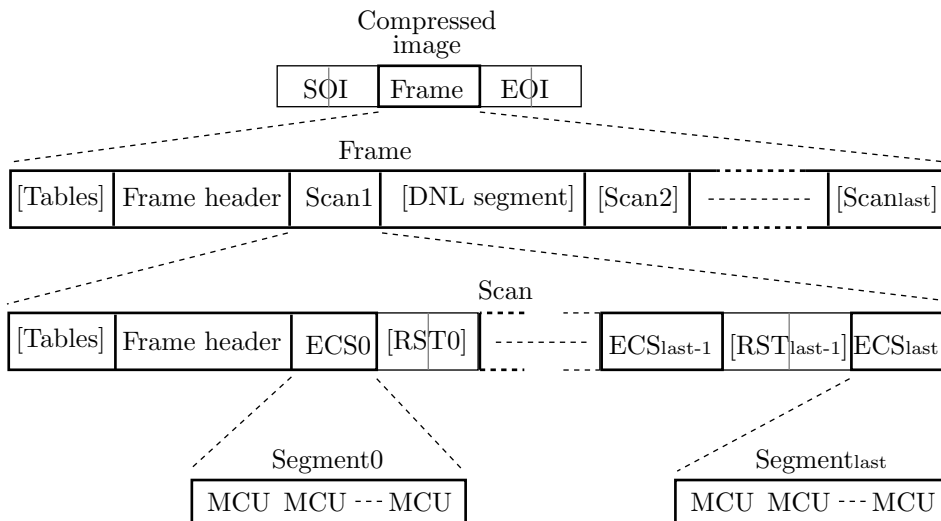 Compressed
image
SOI Frame EOI
Frame
[Tables] Frame header Scan1 [DNL segment] [Scan2] [Scanlast]
Scan
[Tables] Frame header ECS0 [RST0] ECSlast-1 [RSTlast-1] ECSlast
Segment0 Segmentlast
MCU MCU --- MCU MCU MCU --- MCU